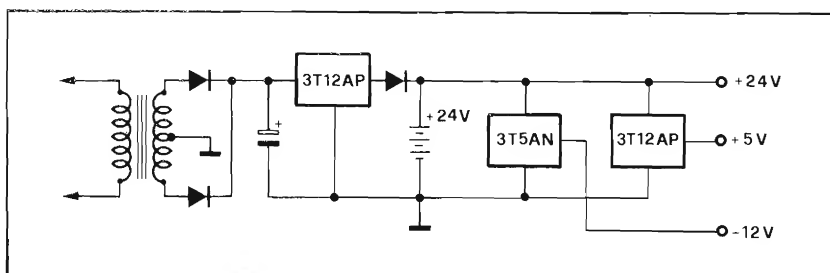 3T12AP
+
+24V
+24V
3T5AN
3T12AP
+5V
-12V